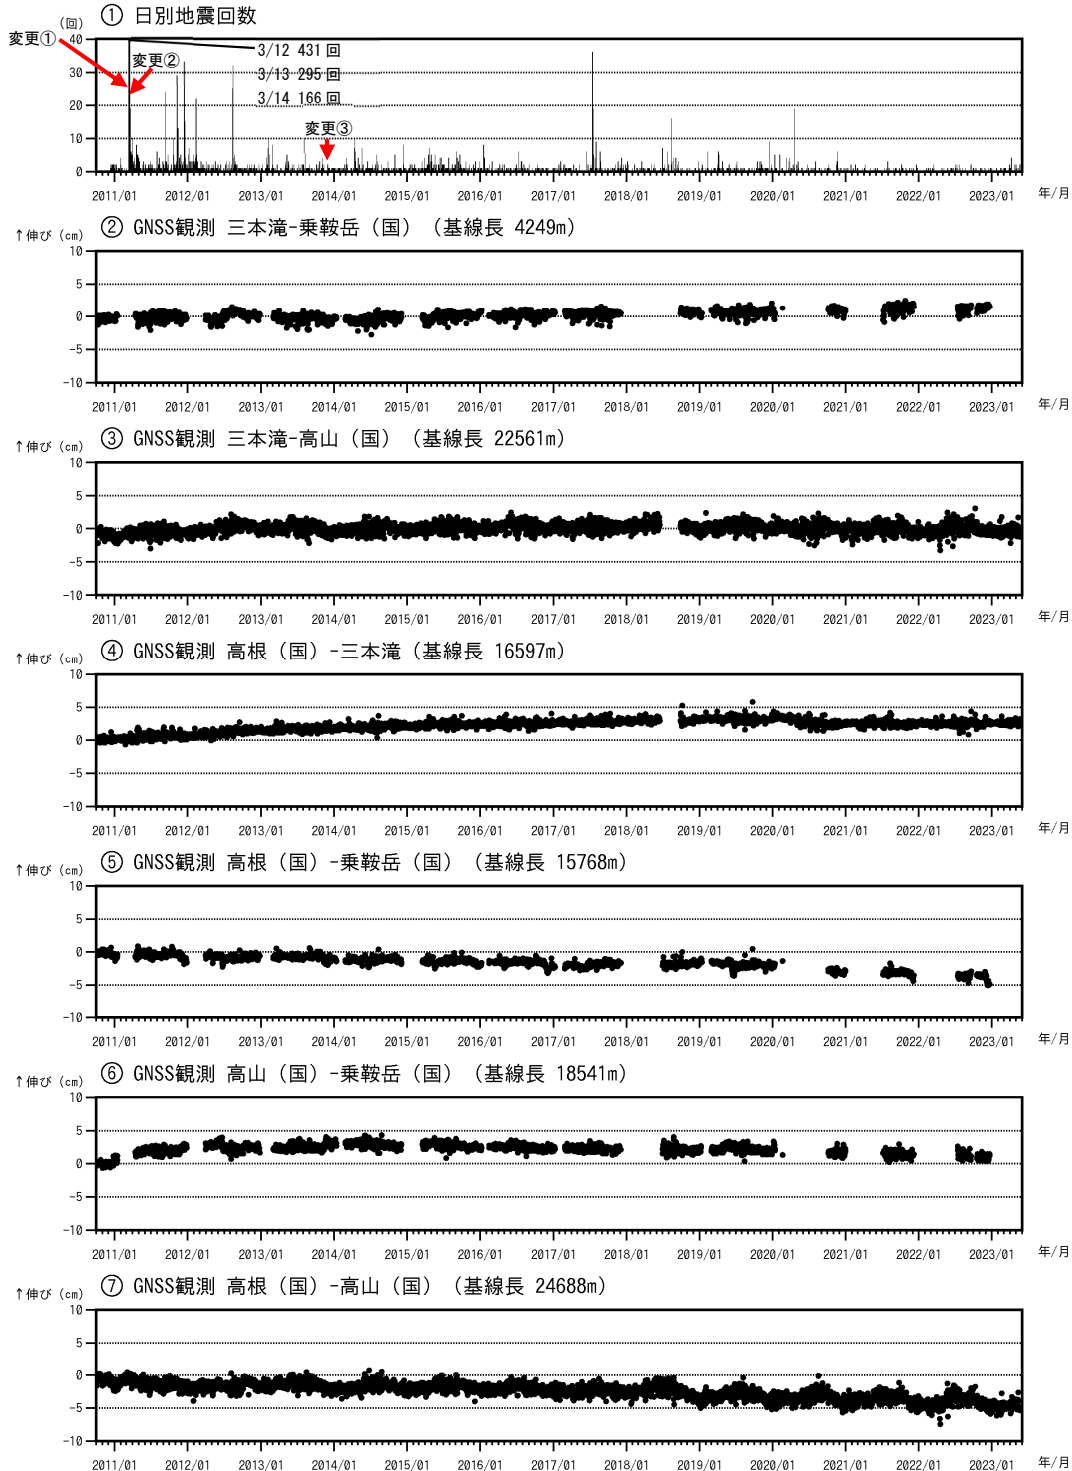 ① 日別地震回数
(回)
変更①
変更②
3/12 431 回
3/13 295 回
3/14 166 回
変更③
40
30
20
10
0
2011/01 2012/01 2013/01 2014/01 2015/01 2016/01 2017/01 2018/01 2019/01 2020/01 2021/01 2022/01 2023/01 年/月
② GNSS観測 三本滝-乗鞍岳（国）（基線長 4249m）
↑伸び (cm)
10
5
0
-5
-10
2011/01 2012/01 2013/01 2014/01 2015/01 2016/01 2017/01 2018/01 2019/01 2020/01 2021/01 2022/01 2023/01 年/月
③ GNSS観測 三本滝-高山（国）（基線長 22561m）
↑伸び (cm)
10
5
0
-5
-10
2011/01 2012/01 2013/01 2014/01 2015/01 2016/01 2017/01 2018/01 2019/01 2020/01 2021/01 2022/01 2023/01 年/月
④ GNSS観測 高根（国）-三本滝（基線長 16597m）
↑伸び (cm)
10
5
0
-5
-10
2011/01 2012/01 2013/01 2014/01 2015/01 2016/01 2017/01 2018/01 2019/01 2020/01 2021/01 2022/01 2023/01 年/月
⑤ GNSS観測 高根（国）-乗鞍岳（国）（基線長 15768m）
↑伸び (cm)
10
5
0
-5
-10
2011/01 2012/01 2013/01 2014/01 2015/01 2016/01 2017/01 2018/01 2019/01 2020/01 2021/01 2022/01 2023/01 年/月
⑥ GNSS観測 高山（国）-乗鞍岳（国）（基線長 18541m）
↑伸び (cm)
10
5
0
-5
-10
2011/01 2012/01 2013/01 2014/01 2015/01 2016/01 2017/01 2018/01 2019/01 2020/01 2021/01 2022/01 2023/01 年/月
⑦ GNSS観測 高根（国）-高山（国）（基線長 24688m）
↑伸び (cm)
10
5
0
-5
-10
2011/01 2012/01 2013/01 2014/01 2015/01 2016/01 2017/01 2018/01 2019/01 2020/01 2021/01 2022/01 2023/01 年/月